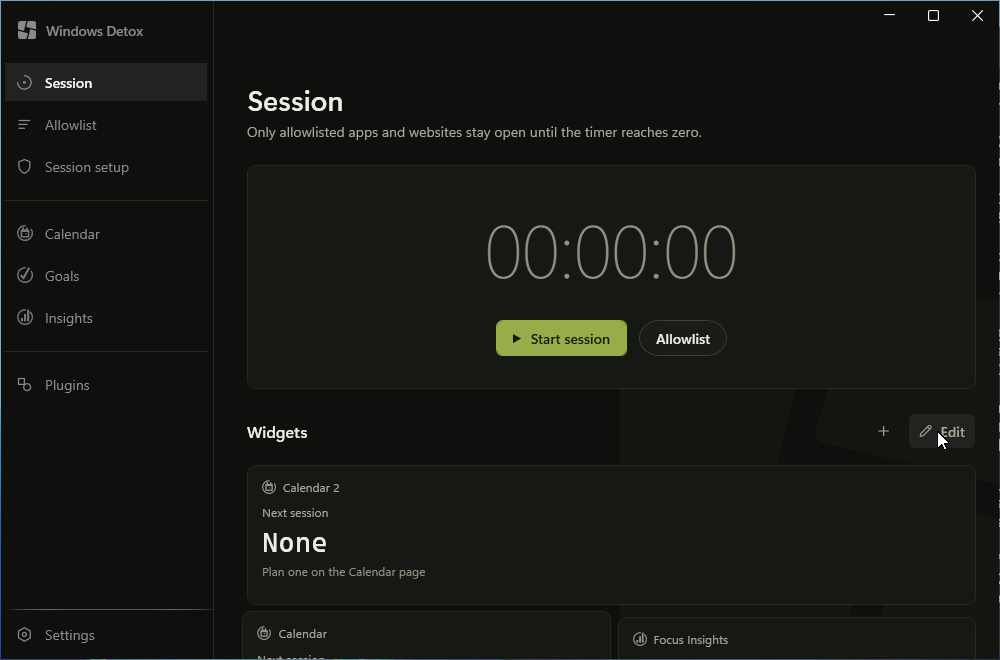 Windows Detox
Session
Allowlist
Session setup
Calendar
Goals
Insights
Plugins
Settings
Session
Only allowlisted apps and websites stay open until the timer reaches zero.
00:00:00
Start session
Allowlist
Widgets
Edit
Calendar 2
Next session
None
Plan one on the Calendar page
Calendar
Next session
Focus Insights